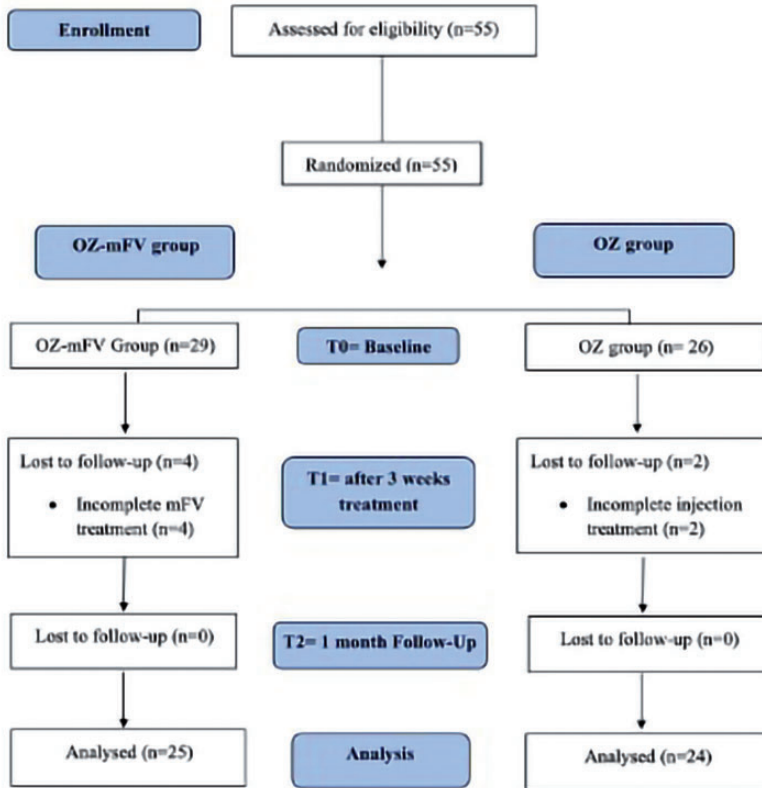 Enrollment
Assessed for eligibility (n=55)
Randomized (n=55)
OZ-mFV group
OZ group
OZ-mFV Group (n=29)
T0= Baseline
OZ group (n= 26)
Lost to follow-up (n=4)
• Incomplete mFV
treatment (n=4)
T1= after 3 weeks
treatment
Lost to follow-up (n=2)
• Incomplete injection
treatment (n=2)
Lost to follow-up (n=0)
T2= 1 month Follow-Up
Lost to follow-up (n=0)
Analysed (n=25)
Analysis
Analysed (n=24)